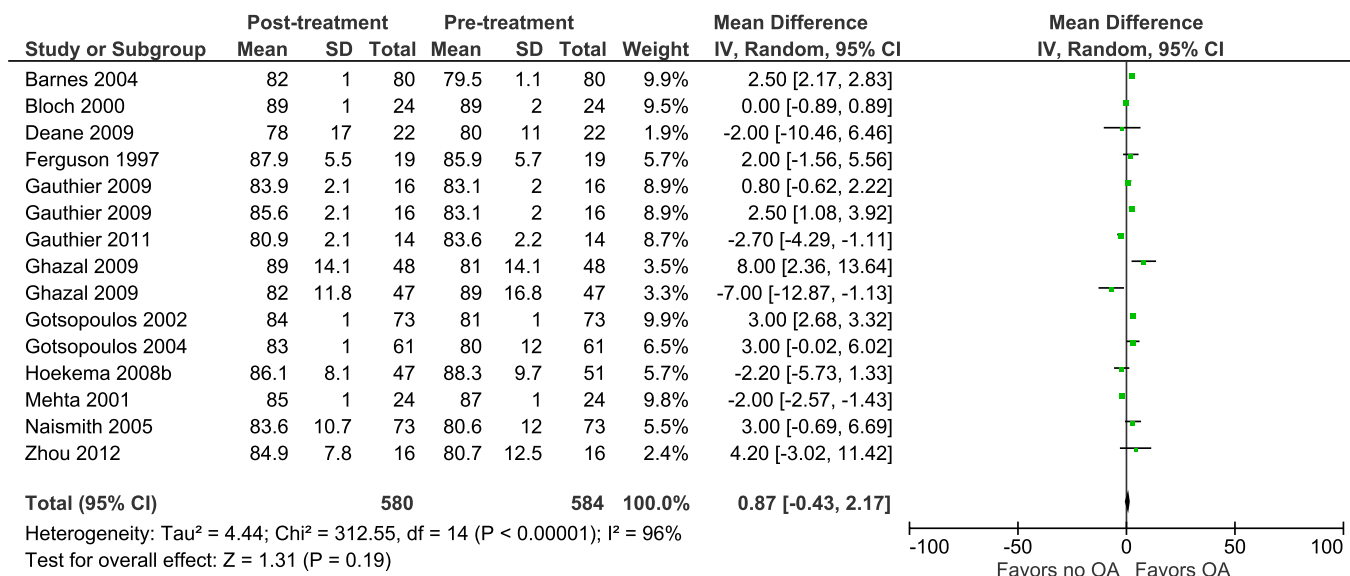 Post-treatment Pre-treatment Mean Difference Mean Difference
Study or Subgroup Mean SD Total Mean SD Total Weight IV, Random, 95% CI IV, Random, 95% CI
Barnes 2004 82 1 80 79.5 1.1 80 9.9% 2.50 [2.17, 2.83]
Bloch 2000 89 1 24 89 2 24 9.5% 0.00 [-0.89, 0.89]
Deane 2009 78 17 22 80 11 22 1.9% -2.00 [-10.46, 6.46]
Ferguson 1997 87.9 5.5 19 85.9 5.7 19 5.7% 2.00 [-1.56, 5.56]
Gauthier 2009 83.9 2.1 16 83.1 2 16 8.9% 0.80 [-0.62, 2.22]
Gauthier 2009 85.6 2.1 16 83.1 2 16 8.9% 2.50 [1.08, 3.92]
Gauthier 2011 80.9 2.1 14 83.6 2.2 14 8.7% -2.70 [-4.29, -1.11]
Ghazal 2009 89 14.1 48 81 14.1 48 3.5% 8.00 [2.36, 13.64]
Ghazal 2009 82 11.8 47 89 16.8 47 3.3% -7.00 [-12.87, -1.13]
Gotsopoulos 2002 84 1 73 81 1 73 9.9% 3.00 [2.68, 3.32]
Gotsopoulos 2004 83 1 61 80 12 61 6.5% 3.00 [-0.02, 6.02]
Hoekema 2008b 86.1 8.1 47 88.3 9.7 51 5.7% -2.20 [-5.73, 1.33]
Mehta 2001 85 1 24 87 1 24 9.8% -2.00 [-2.57, -1.43]
Naismith 2005 83.6 10.7 73 80.6 12 73 5.5% 3.00 [-0.69, 6.69]
Zhou 2012 84.9 7.8 16 80.7 12.5 16 2.4% 4.20 [-3.02, 11.42]
Total (95% CI) 580 584 100.0% 0.87 [-0.43, 2.17]
Heterogeneity: Tau² = 4.44; Chi² = 312.55, df = 14 (P < 0.00001); I² = 96%
Test for overall effect: Z = 1.31 (P = 0.19)
-100 -50 0 50 100
Favors no OA Favors OA